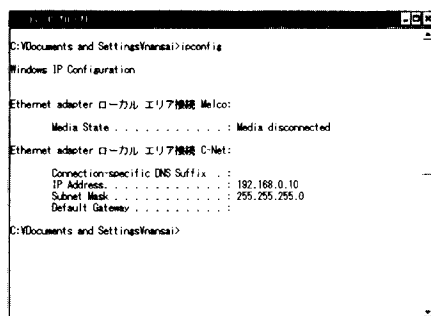 C:¥Documents and Settings¥nansai>ipconfig
Windows IP Configuration
Ethernet adapter ローカル エリア接続 Melco:
Media State . . . . . . . . . . . : Media disconnected
Ethernet adapter ローカル エリア接続 C-Net:
Connection-specific DNS Suffix . :
IP Address. . . . . . . . . . . . : 192.168.0.10
Subnet Mask . . . . . . . . . . . : 255.255.255.0
Default Gateway . . . . . . . . . :
C:¥Documents and Settings¥nansai>